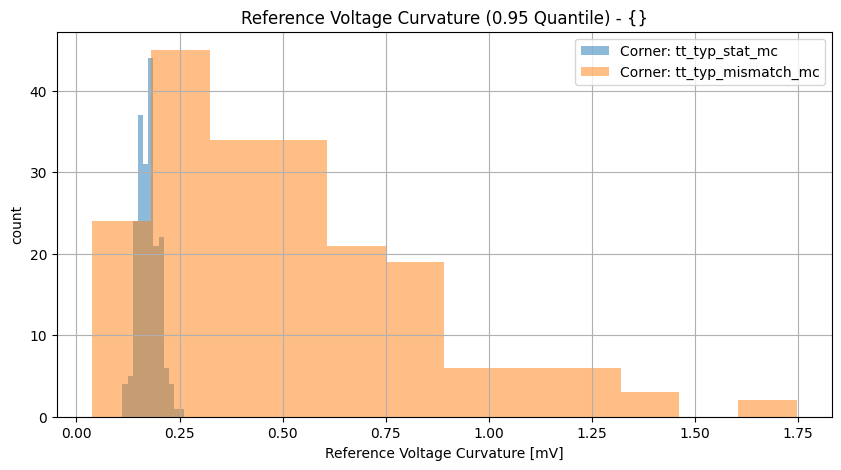 Reference Voltage Curvature (0.95 Quantile) - {}
Corner: tt_typ_stat_mc
Corner: tt_typ_mismatch_mc
count
40
30
20
10
0
0.00 0.25 0.50 0.75 1.00 1.25 1.50 1.75
Reference Voltage Curvature [mV]